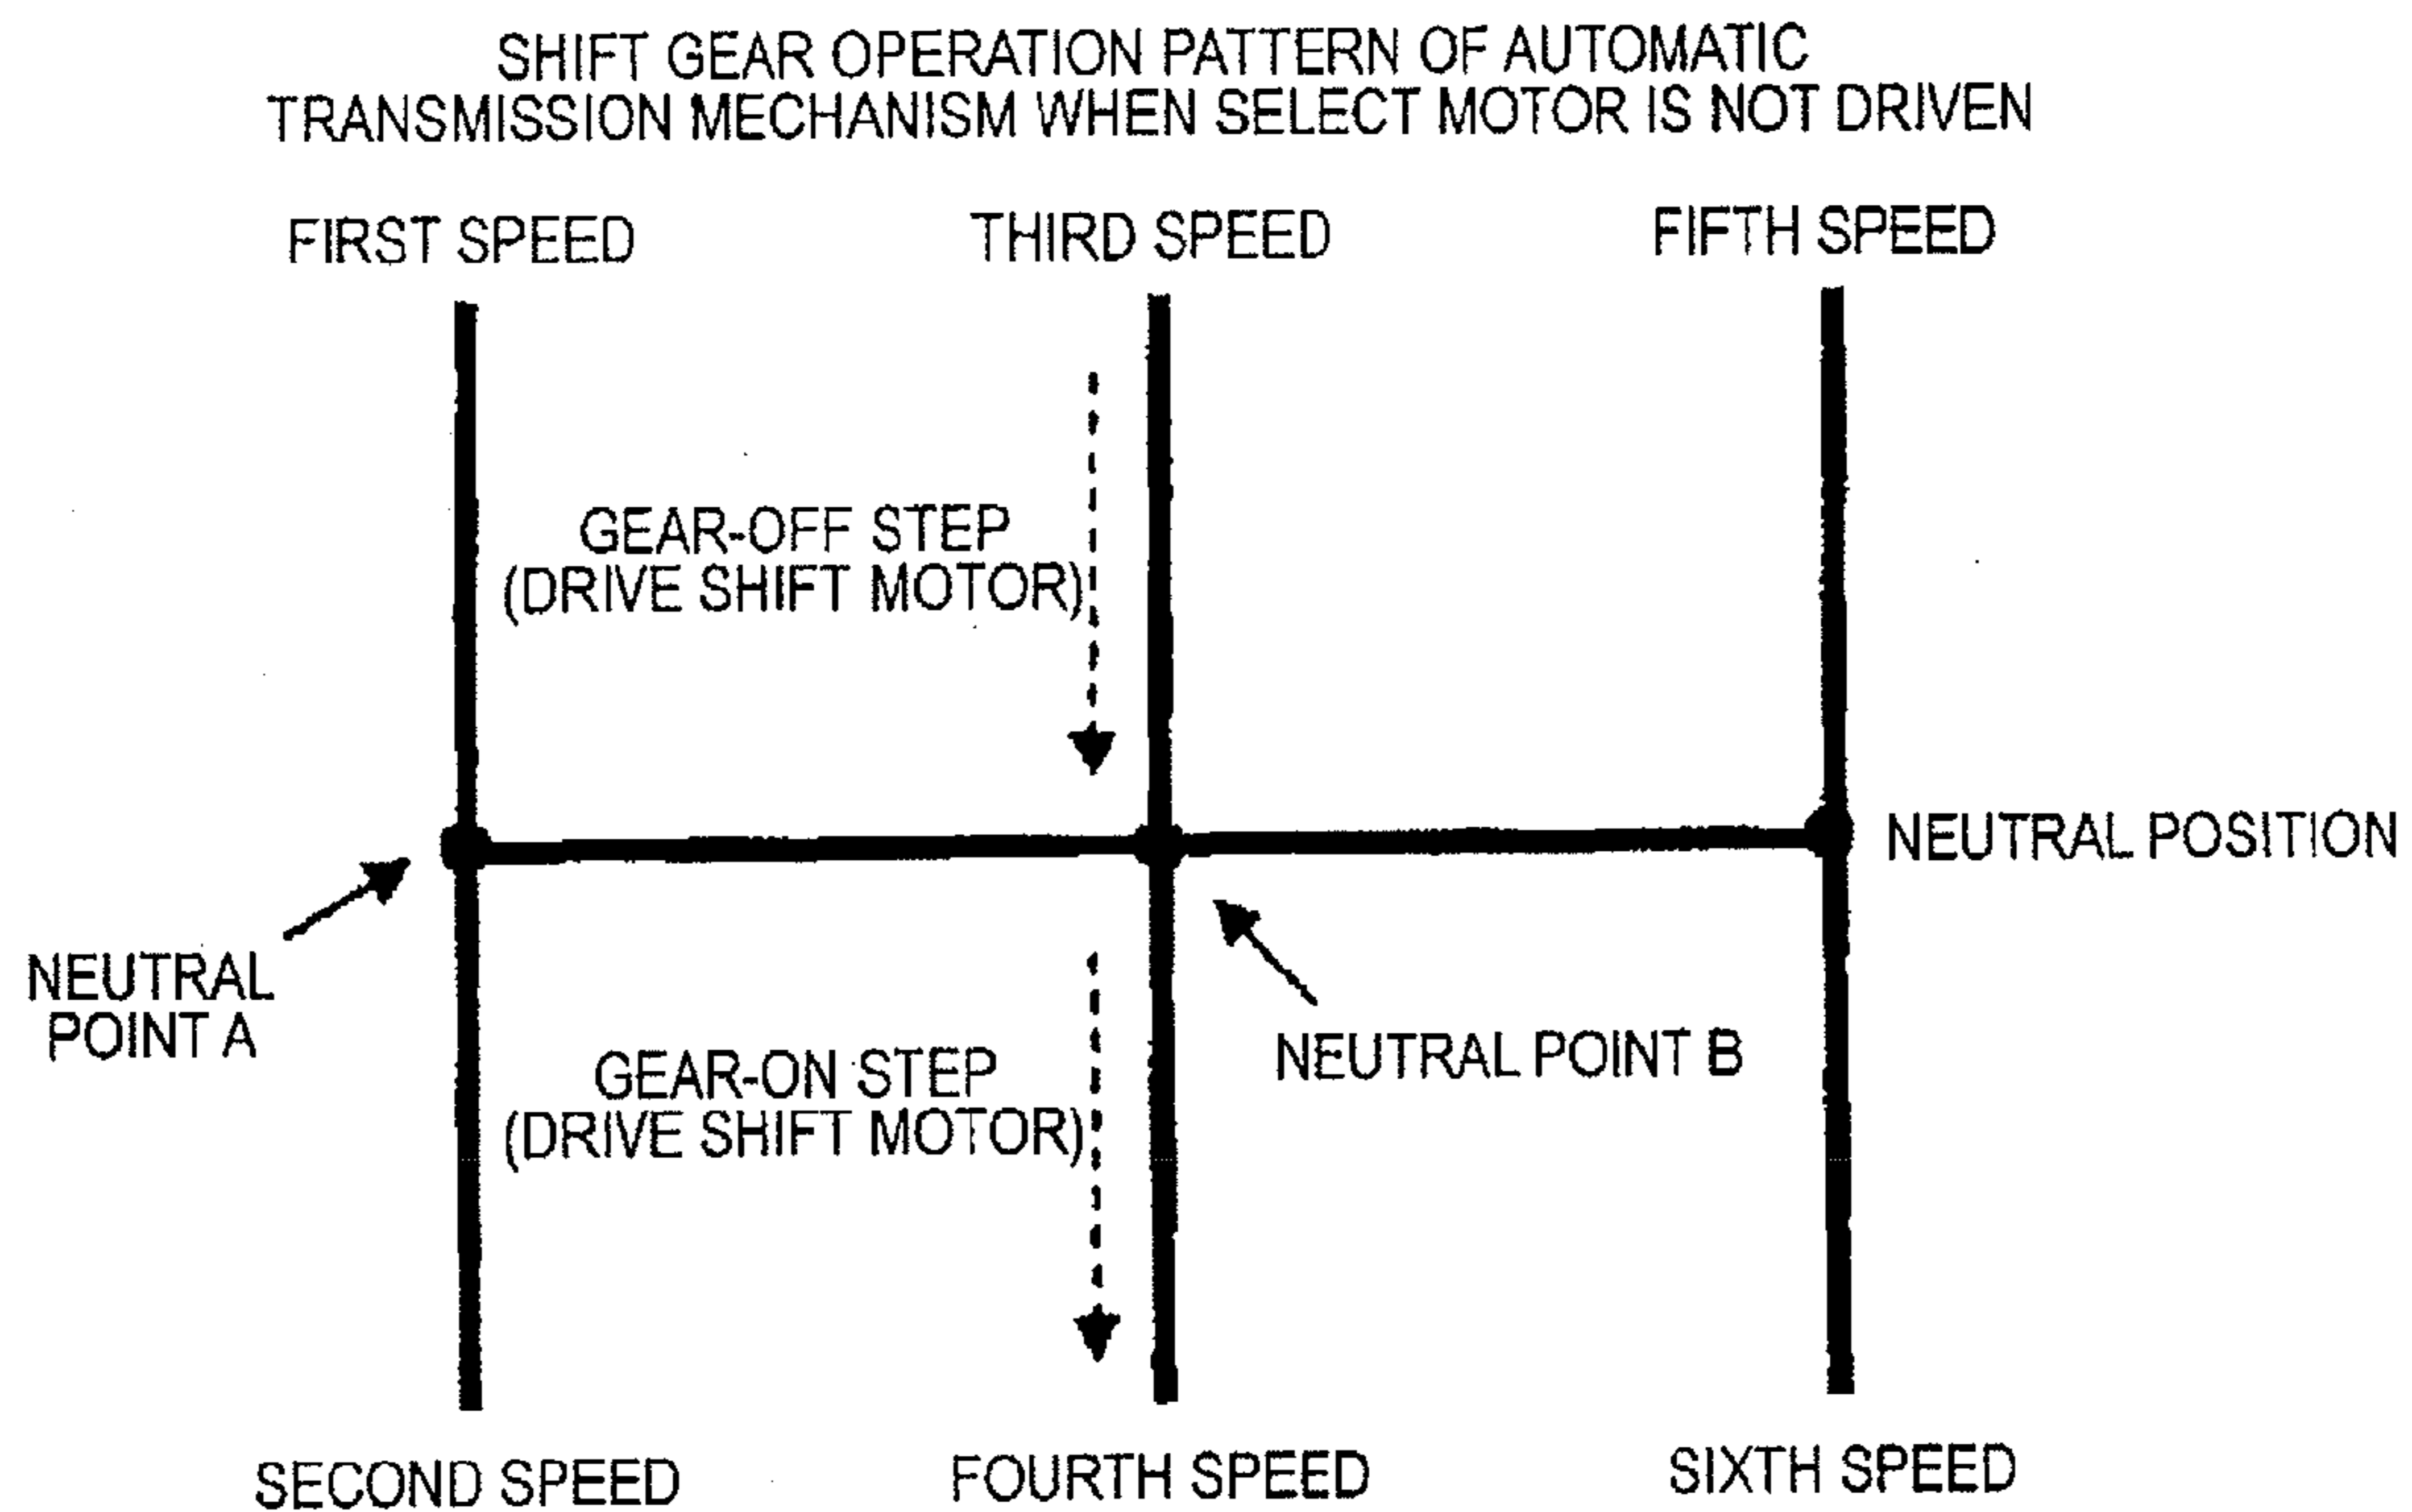 SHIFT GEAR OPERATION PATTERN OF AUTOMATIC
TRANSMISSION MECHANISM WHEN SELECT MOTOR IS NOT DRIVEN
FIRST SPEED
THIRD SPEED
FIFTH SPEED
GEAR-OFF STEP
(DRIVE SHIFT MOTOR)
NEUTRAL POSITION
NEUTRAL
POINT A
NEUTRAL POINT B
GEAR-ON STEP
(DRIVE SHIFT MOTOR)
SECOND SPEED
FOURTH SPEED
SIXTH SPEED